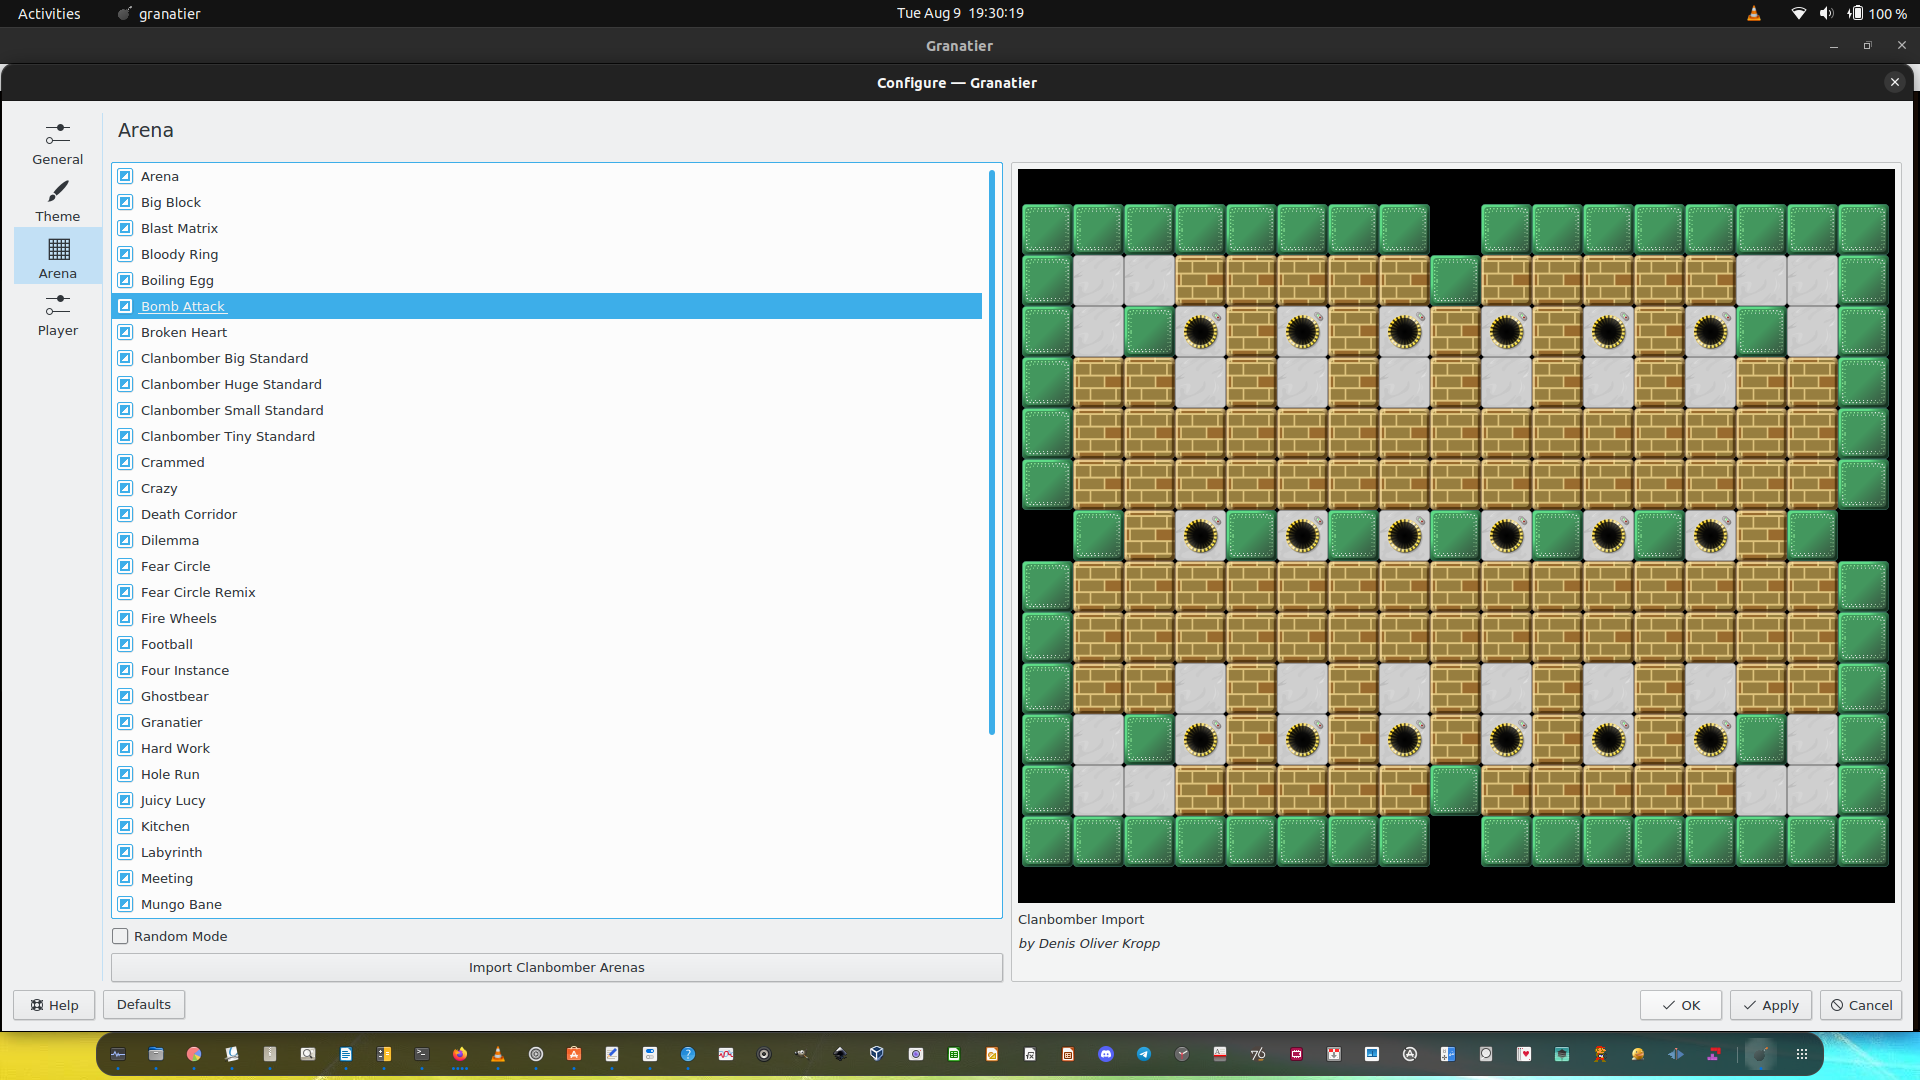 Activities
granatier
Tue Aug 9 19:30:19
100 %
Granatier
Configure — Granatier
General
Theme
Arena
Player
Arena
Arena
Big Block
Blast Matrix
Bloody Ring
Boiling Egg
Bomb Attack
Broken Heart
Clanbomber Big Standard
Clanbomber Huge Standard
Clanbomber Small Standard
Clanbomber Tiny Standard
Crammed
Crazy
Death Corridor
Dilemma
Fear Circle
Fear Circle Remix
Fire Wheels
Football
Four Instance
Ghostbear
Granatier
Hard Work
Hole Run
Juicy Lucy
Kitchen
Labyrinth
Meeting
Mungo Bane
Random Mode
Import Clanbomber Arenas
Clanbomber Import
by Denis Oliver Kropp
Help
Defaults
OK
Apply
Cancel